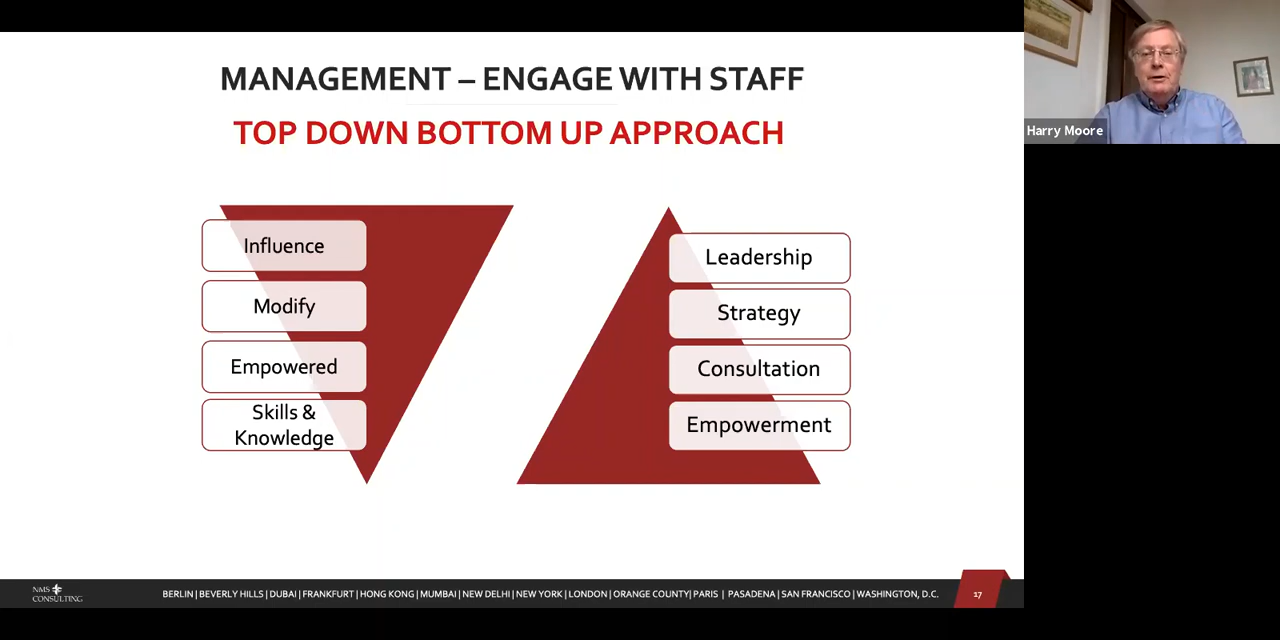 MANAGEMENT – ENGAGE WITH STAFF
TOP DOWN BOTTOM UP APPROACH
Influence
Modify
Empowered
Skills &
Knowledge
Leadership
Strategy
Consultation
Empowerment
Harry Moore
NMS
CONSULTING
BERLIN | BEVERLY HILLS | DUBAI | FRANKFURT | HONG KONG | MUMBAI | NEW DELHI | NEW YORK | LONDON | ORANGE COUNTY| PARIS | PASADENA | SAN FRANCISCO | WASHINGTON, D.C.
17